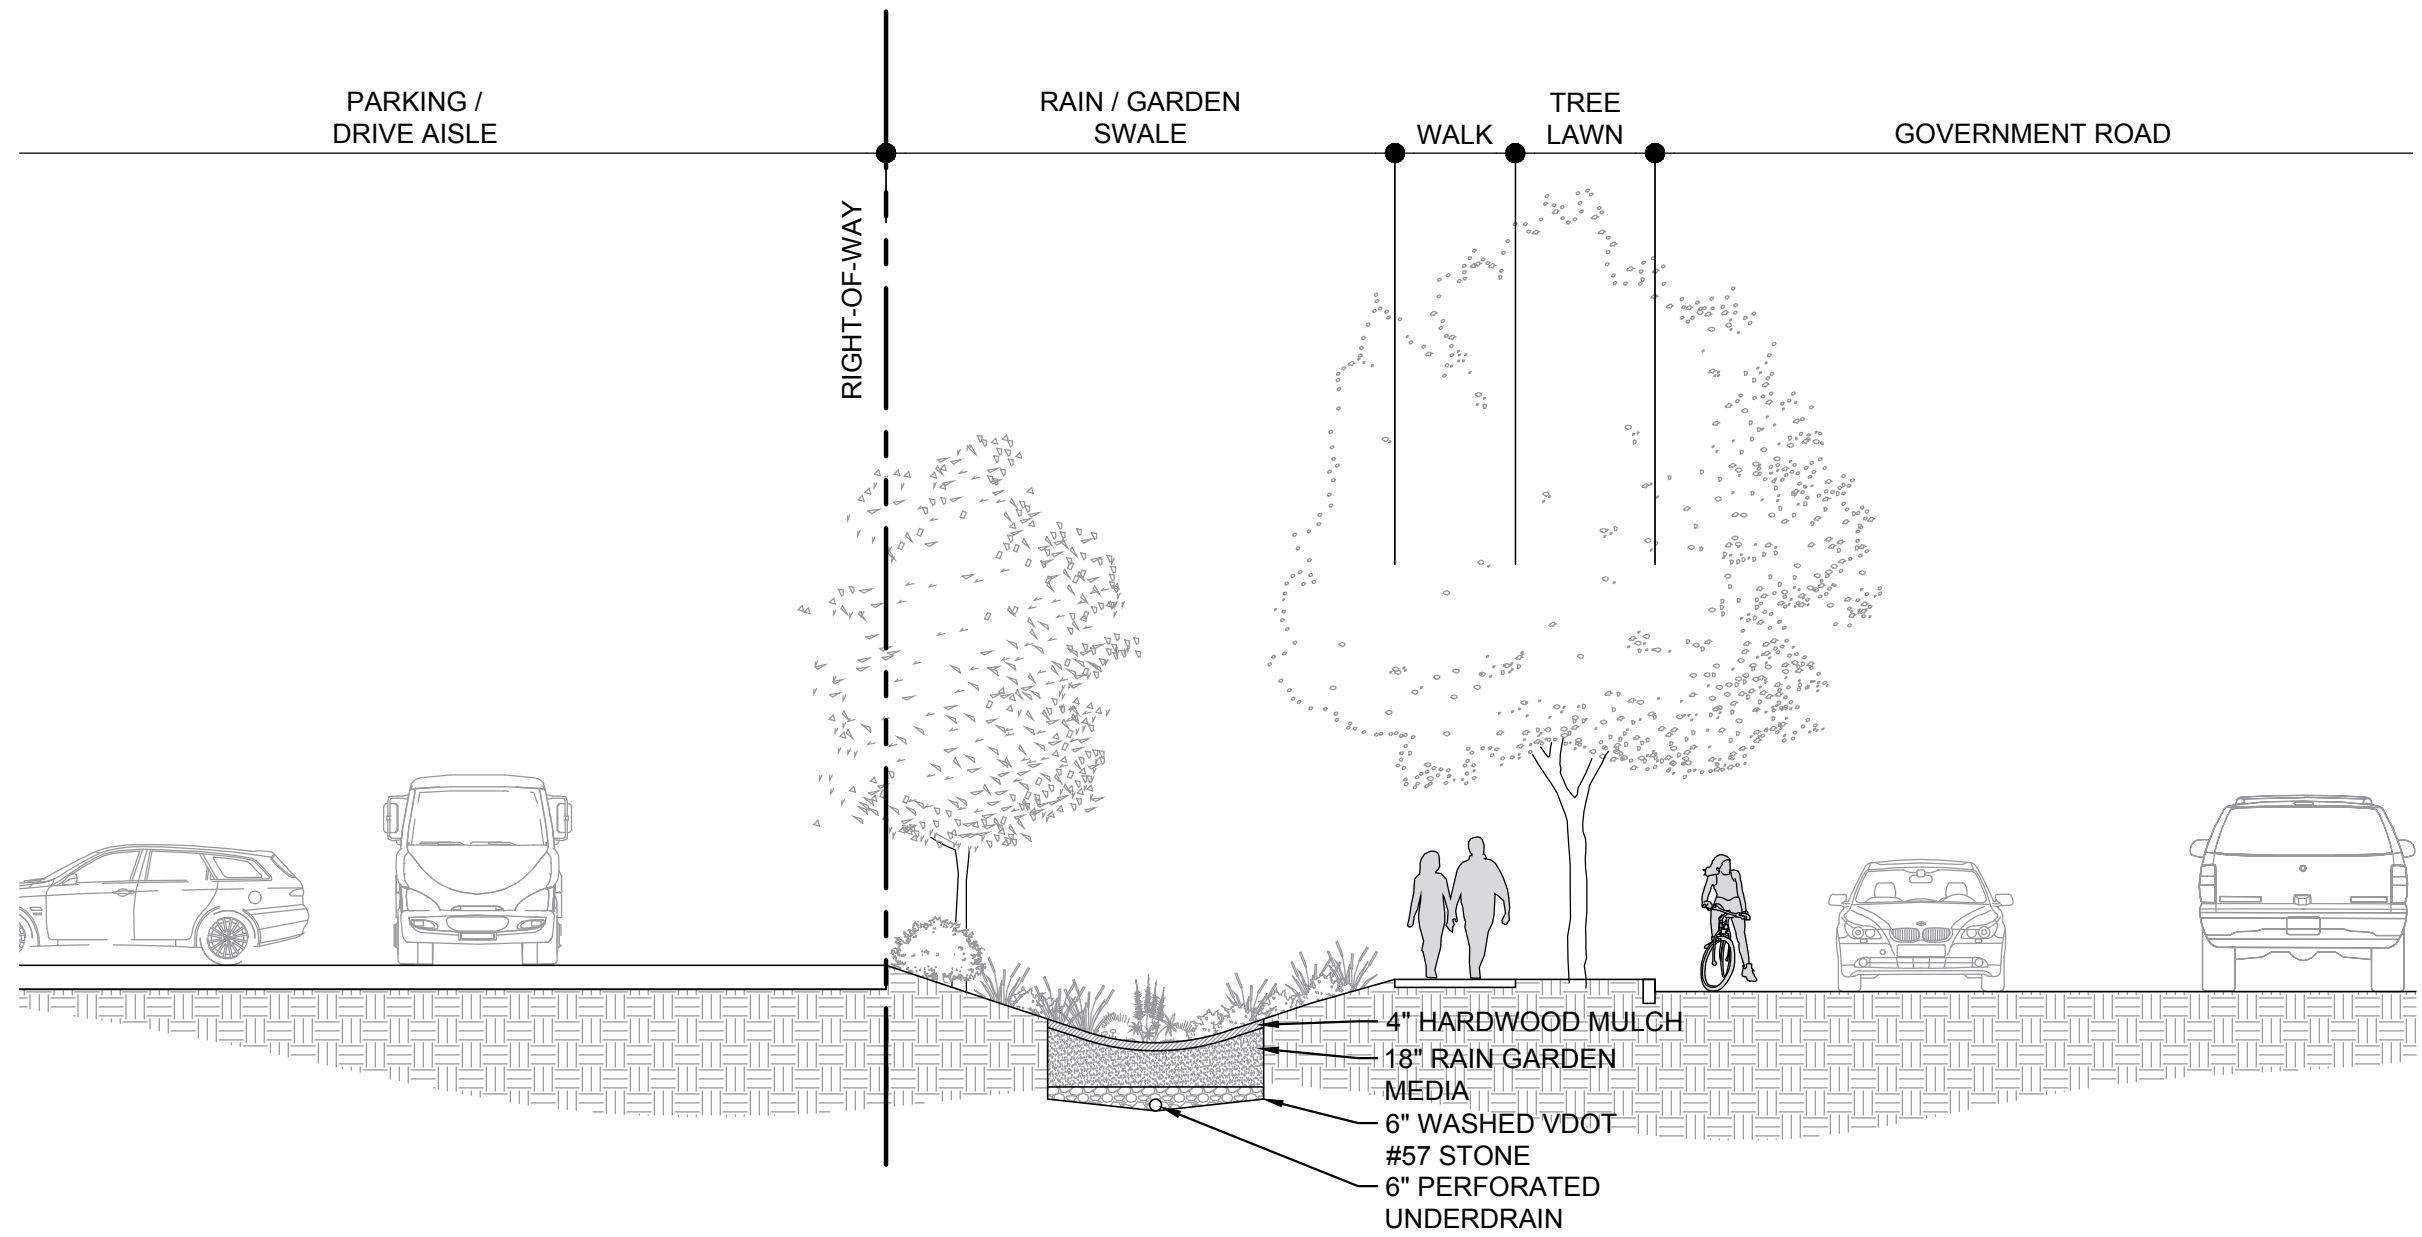 PARKING /
DRIVE AISLE
RAIN / GARDEN
SWALE
WALK
TREE
LAWN
GOVERNMENT ROAD
RIGHT-OF-WAY
4" HARDWOOD MULCH
18" RAIN GARDEN
MEDIA
6" WASHED VDOT
#57 STONE
6" PERFORATED
UNDERDRAIN